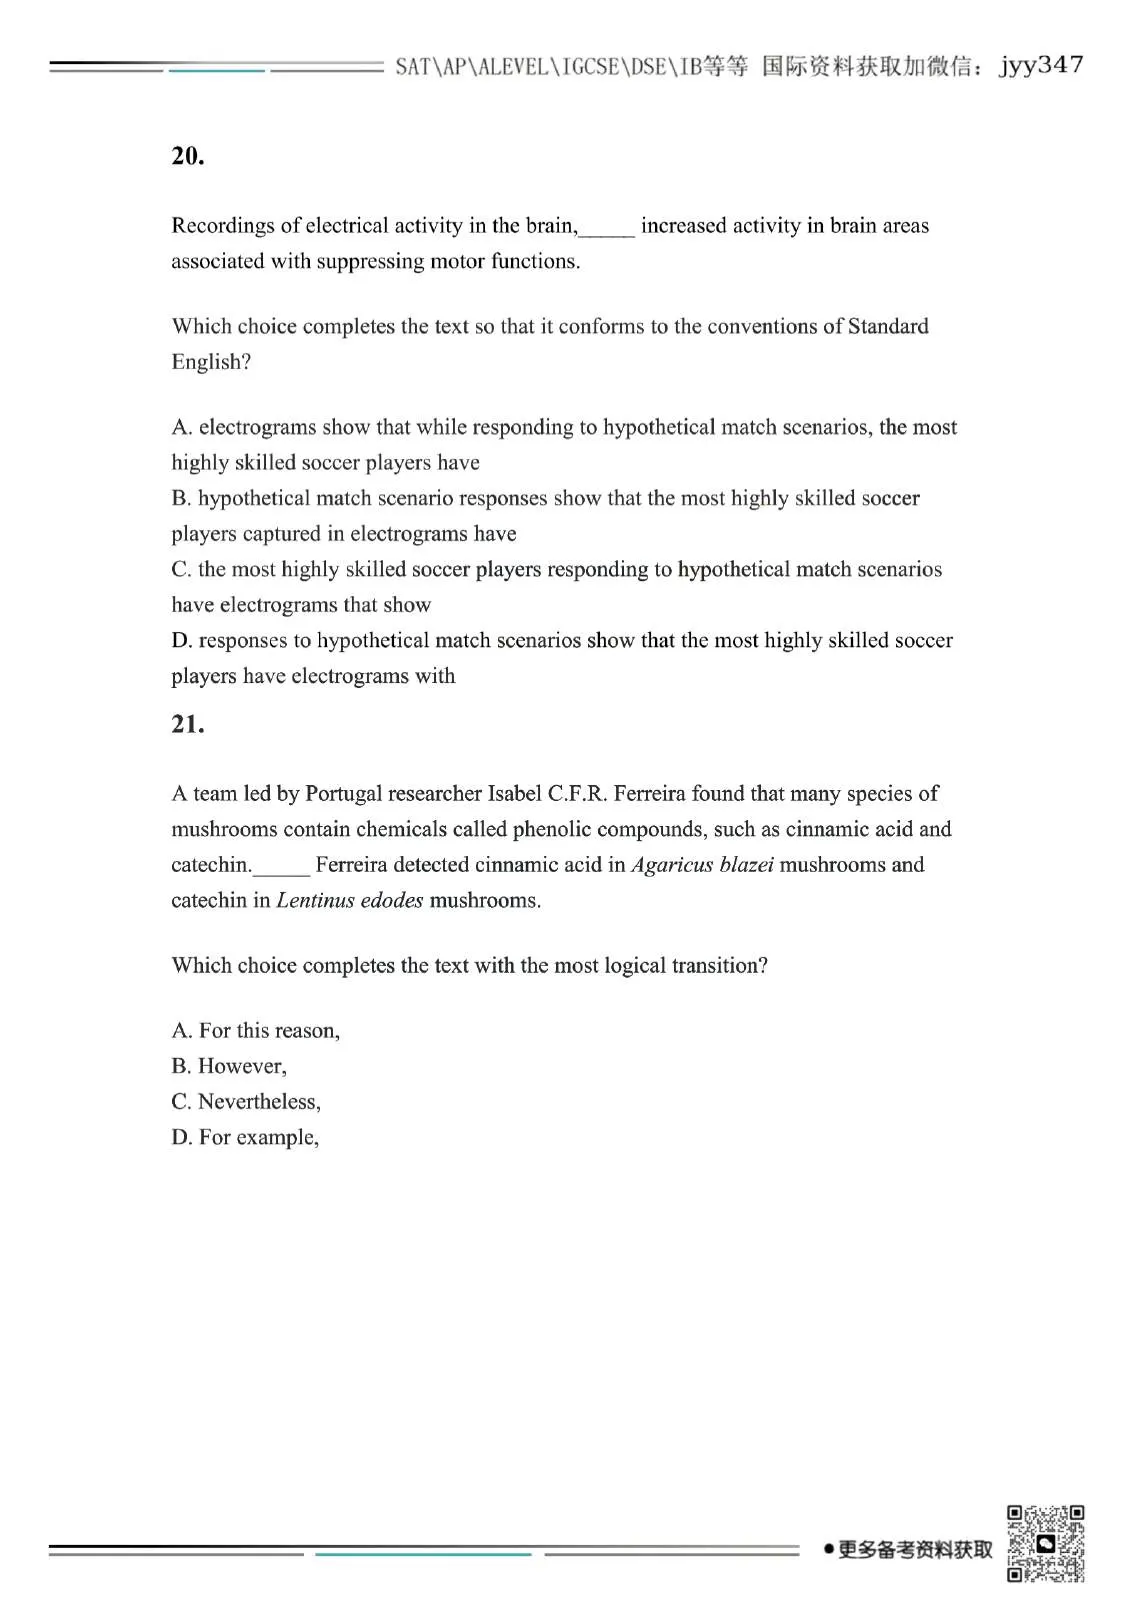 SAT\AP\ALEVEL\IGCSE\DSE\IB等等 国际资料获取加微信： jyy347
20.
Recordings of electrical activity in the brain,_____ increased activity in brain areas
associated with suppressing motor functions.
Which choice completes the text so that it conforms to the conventions of Standard
English?
A. electrograms show that while responding to hypothetical match scenarios, the most
highly skilled soccer players have
B. hypothetical match scenario responses show that the most highly skilled soccer
players captured in electrograms have
C. the most highly skilled soccer players responding to hypothetical match scenarios
have electrograms that show
D. responses to hypothetical match scenarios show that the most highly skilled soccer
players have electrograms with
21.
A team led by Portugal researcher Isabel C.F.R. Ferreira found that many species of
mushrooms contain chemicals called phenolic compounds, such as cinnamic acid and
catechin._____ Ferreira detected cinnamic acid in Agaricus blazei mushrooms and
catechin in Lentinus edodes mushrooms.
Which choice completes the text with the most logical transition?
A. For this reason,
B. However,
C. Nevertheless,
D. For example,
●更多备考资料获取